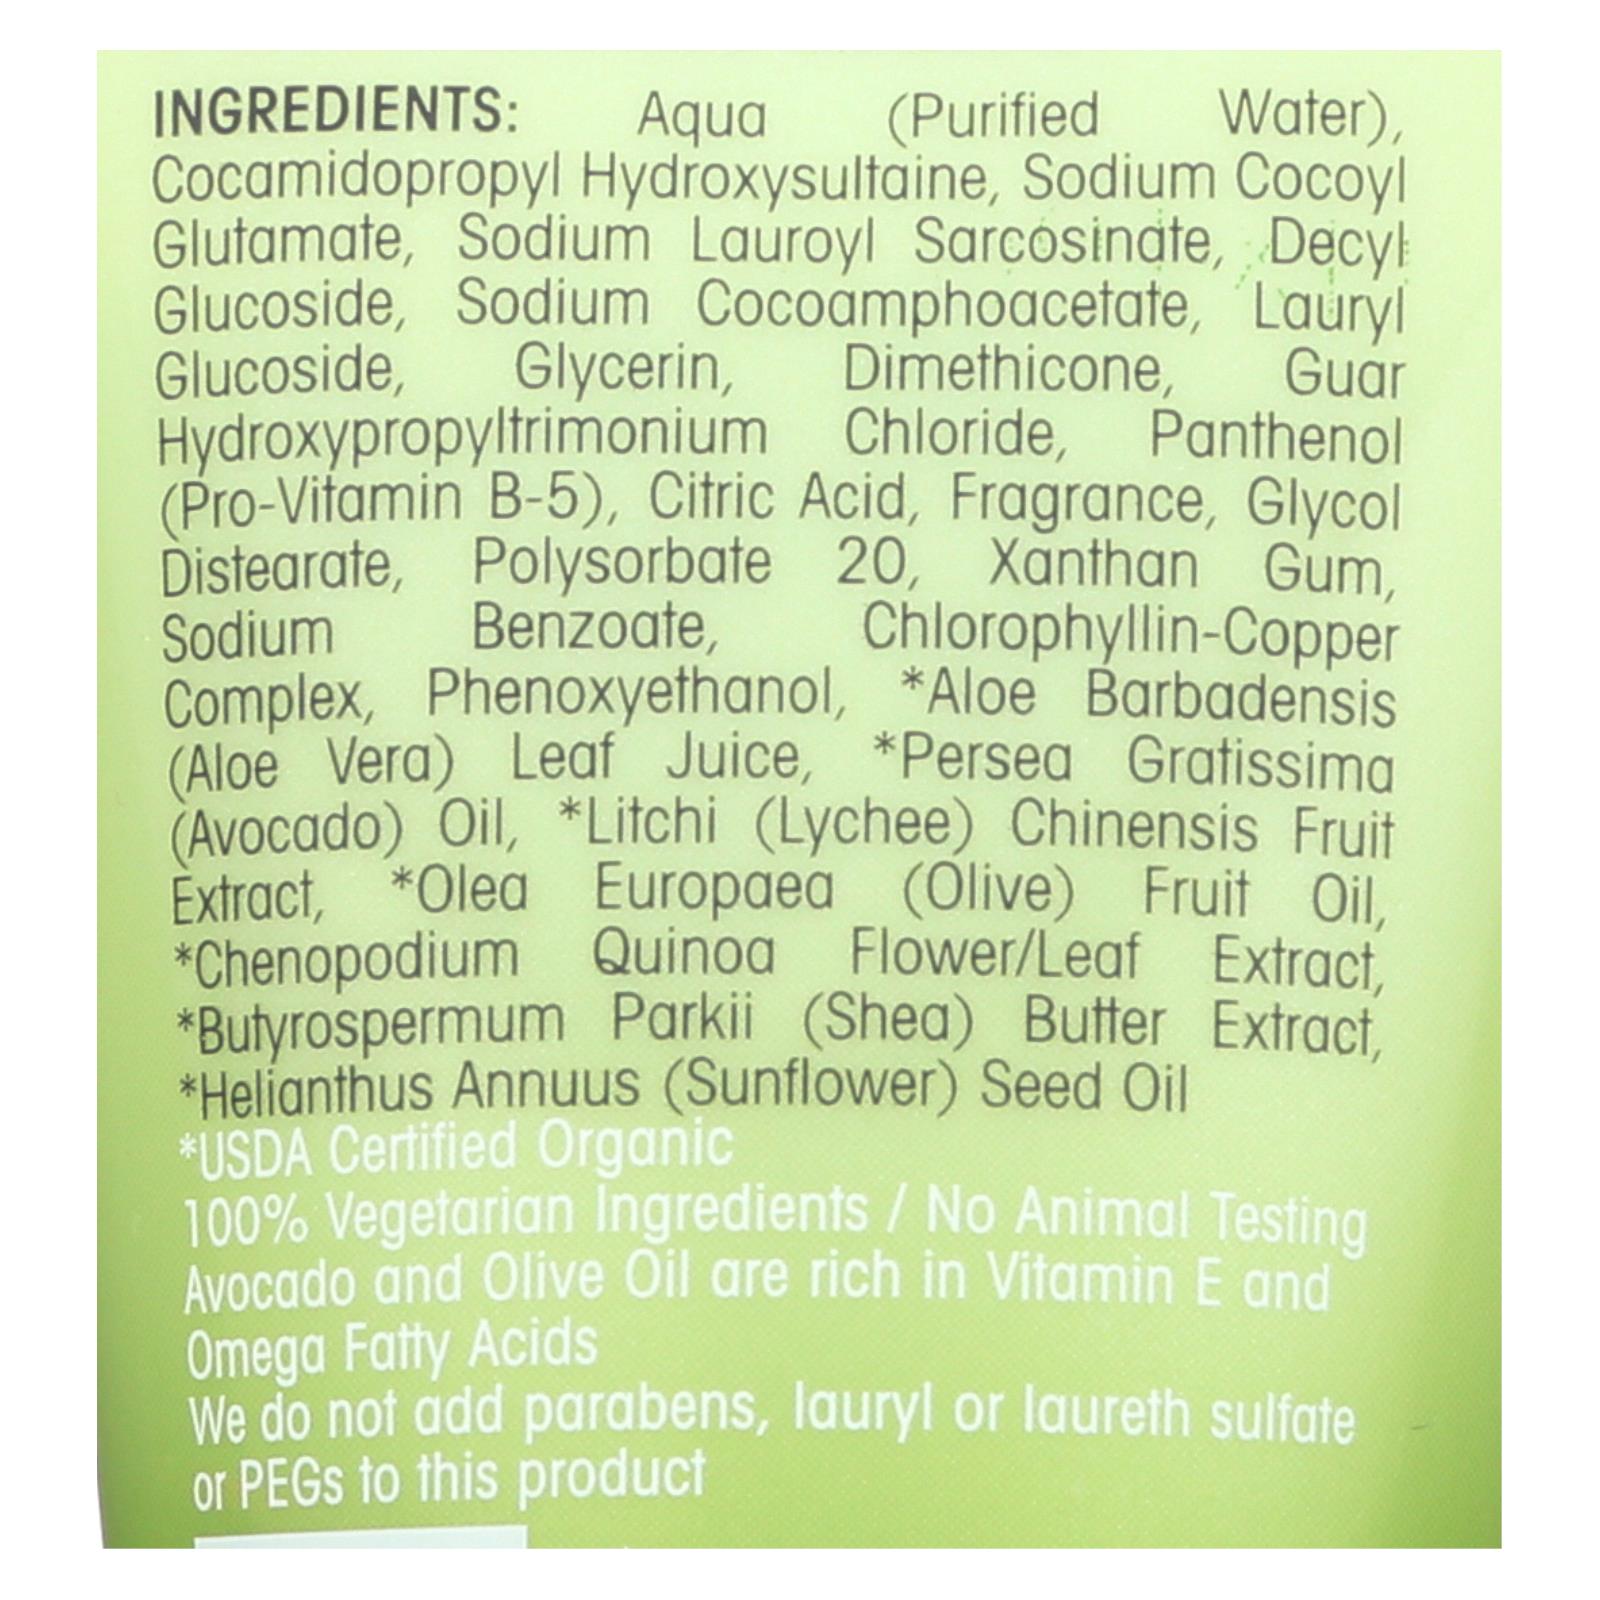 INGREDIENTS: Aqua (Purified Water),
Cocamidopropyl Hydroxysultaine, Sodium Cocoyl
Glutamate, Sodium Lauroyl Sarcosinate, Decyl
Glucoside, Sodium Cocoamphoacetate, Lauryl
Glucoside, Glycerin, Dimethicone, Guar
Hydroxypropyltrimonium Chloride, Panthenol
(Pro-Vitamin B-5), Citric Acid, Fragrance, Glycol
Distearate, Polysorbate 20, Xanthan Gum,
Sodium Benzoate, Chlorophyllin-Copper
Complex, Phenoxyethanol, *Aloe Barbadensis
(Aloe Vera) Leaf Juice, *Persea Gratissima
(Avocado) Oil, *Litchi (Lychee) Chinensis Fruit
Extract, *Olea Europaea (Olive) Fruit Oil,
*Chenopodium Quinoa Flower/Leaf Extract,
*Butyrospermum Parkii (Shea) Butter Extract,
*Helianthus Annuus (Sunflower) Seed Oil
*USDA Certified Organic
100% Vegetarian Ingredients / No Animal Testing
Avocado and Olive Oil are rich in Vitamin E and
Omega Fatty Acids
We do not add parabens, lauryl or laureth sulfate
or PEGs to this product